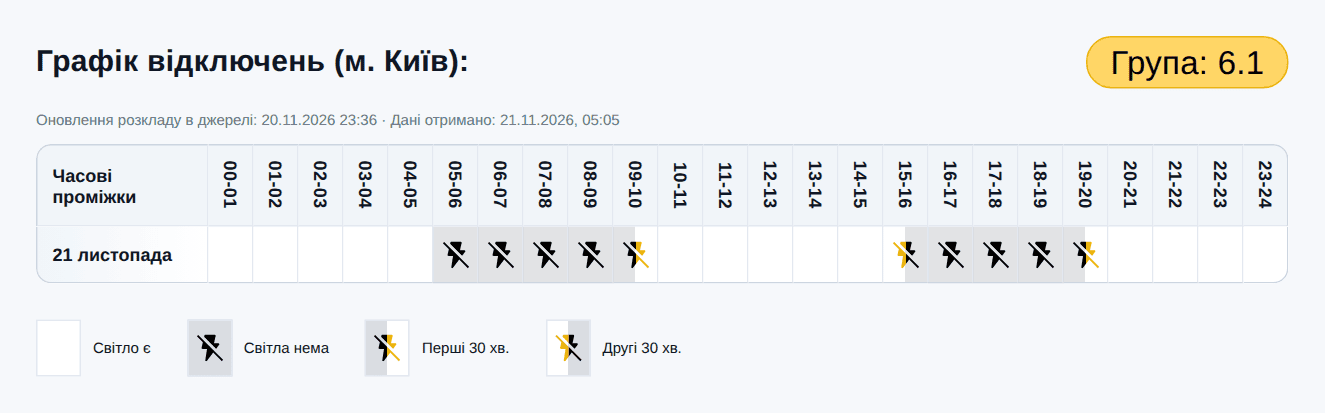 Графік відключень (м. Київ):
Група: 6.1
Оновлення розкладу в джерелі: 20.11.2026 23:36 · Дані отримано: 21.11.2026, 05:05
Часові
проміжки
00-01
01-02
02-03
03-04
04-05
05-06
06-07
07-08
08-09
09-10
10-11
11-12
12-13
13-14
14-15
15-16
16-17
17-18
18-19
19-20
20-21
21-22
22-23
23-24
21 листопада
Світло є
Світла нема
Перші 30 хв.
Другі 30 хв.